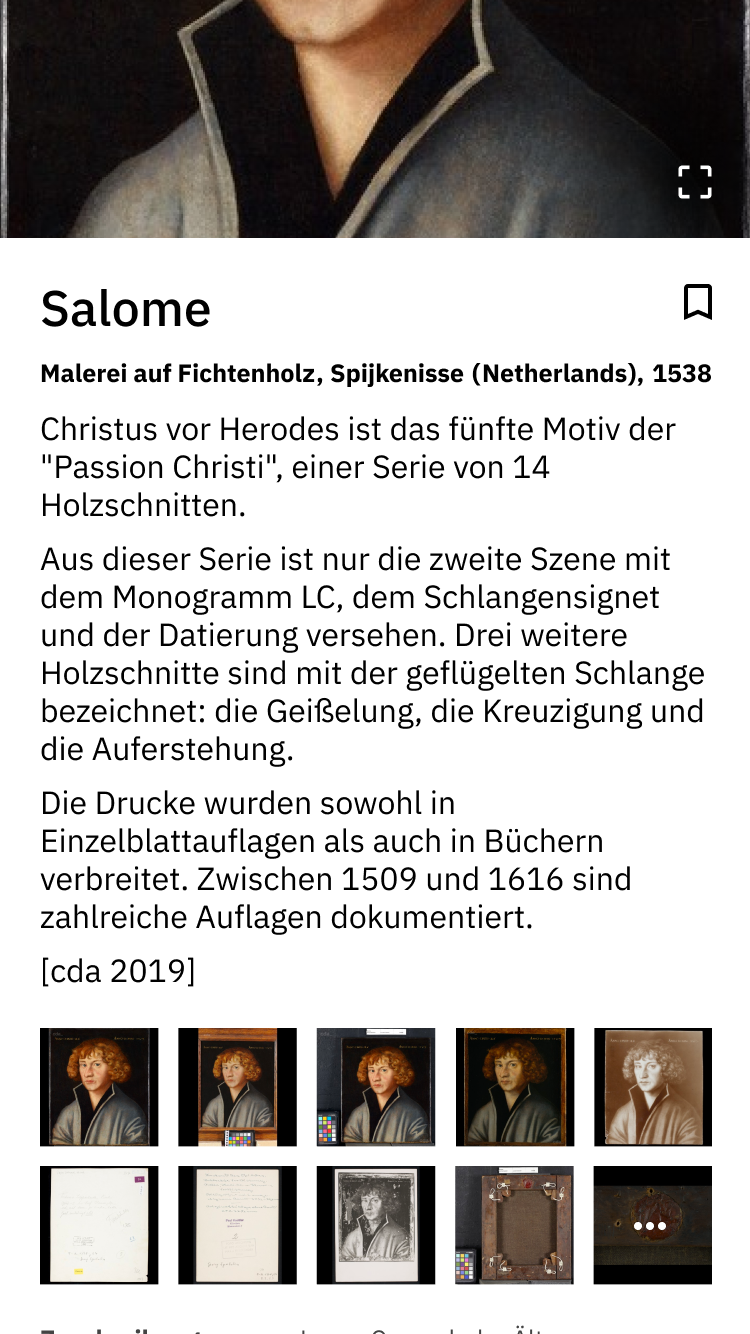 Salome
Malerei auf Fichtenholz, Spijkenisse (Netherlands), 1538
Christus vor Herodes ist das fünfte Motiv der
"Passion Christi", einer Serie von 14
Holzschnitten.
Aus dieser Serie ist nur die zweite Szene mit
dem Monogramm LC, dem Schlangensignet
und der Datierung versehen. Drei weitere
Holzschnitte sind mit der geflügelten Schlange
bezeichnet: die Geißelung, die Kreuzigung und
die Auferstehung.
Die Drucke wurden sowohl in
Einzelblattauflagen als auch in Büchern
verbreitet. Zwischen 1509 und 1616 sind
zahlreiche Auflagen dokumentiert.
[cda 2019]